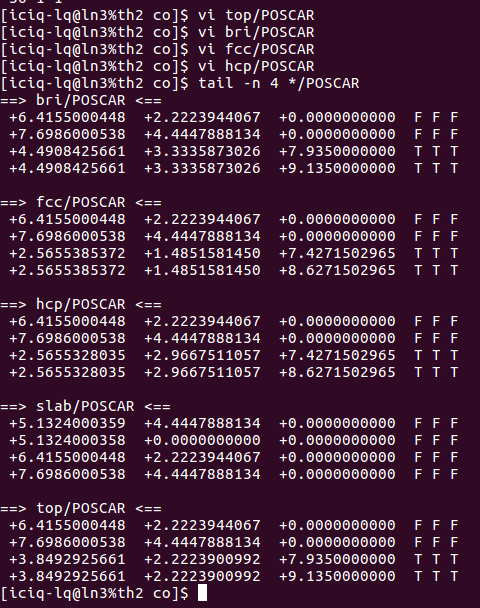 [iciq-lq@ln3%th2 co]$ vi top/POSCAR
[iciq-lq@ln3%th2 co]$ vi bri/POSCAR
[iciq-lq@ln3%th2 co]$ vi fcc/POSCAR
[iciq-lq@ln3%th2 co]$ vi hcp/POSCAR
[iciq-lq@ln3%th2 co]$ tail -n 4 */POSCAR
==> bri/POSCAR <==
+6.4155000448 +2.2223944067 +0.0000000000 F F F
+7.6986000538 +4.4447888134 +0.0000000000 F F F
+4.4908425661 +3.3335873026 +7.9350000000 T T T
+4.4908425661 +3.3335873026 +9.1350000000 T T T
==> fcc/POSCAR <==
+6.4155000448 +2.2223944067 +0.0000000000 F F F
+7.6986000538 +4.4447888134 +0.0000000000 F F F
+2.5655385372 +1.4851581450 +7.4271502965 T T T
+2.5655385372 +1.4851581450 +8.6271502965 T T T
==> hcp/POSCAR <==
+6.4155000448 +2.2223944067 +0.0000000000 F F F
+7.6986000538 +4.4447888134 +0.0000000000 F F F
+2.5655328035 +2.9667511057 +7.4271502965 T T T
+2.5655328035 +2.9667511057 +8.6271502965 T T T
==> slab/POSCAR <==
+5.1324000359 +4.4447888134 +0.0000000000 F F F
+5.1324000358 +0.0000000000 +0.0000000000 F F F
+6.4155000448 +2.2223944067 +0.0000000000 F F F
+7.6986000538 +4.4447888134 +0.0000000000 F F F
==> top/POSCAR <==
+6.4155000448 +2.2223944067 +0.0000000000 F F F
+7.6986000538 +4.4447888134 +0.0000000000 F F F
+3.8492925661 +2.2223900992 +7.9350000000 T T T
+3.8492925661 +2.2223900992 +9.1350000000 T T T
[iciq-lq@ln3%th2 co]$